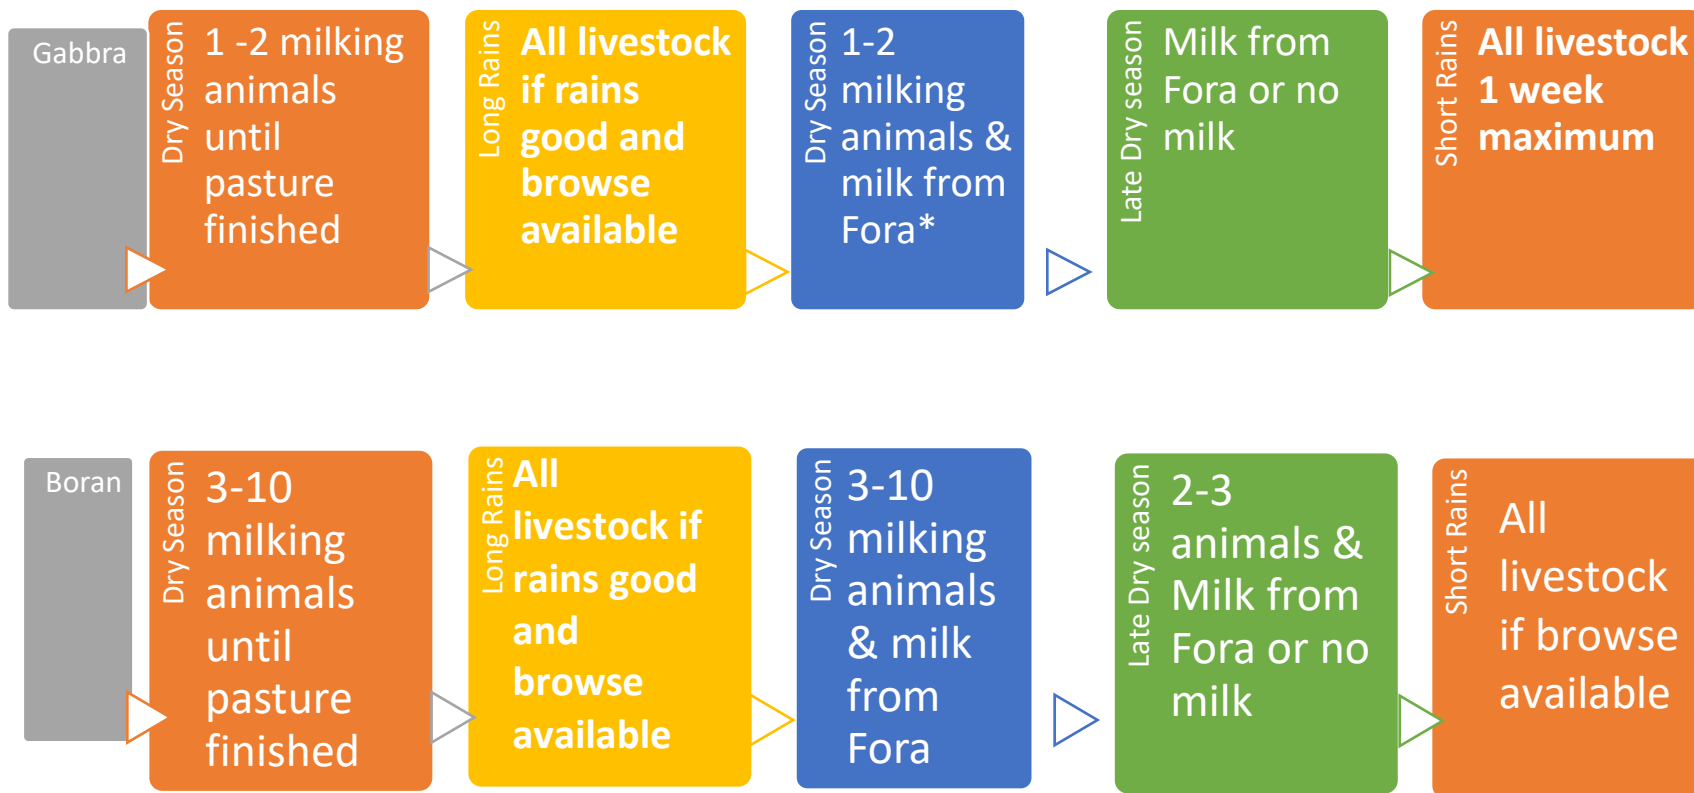 Gabbra
Dry Season
1 -2 milking
animals
until
pasture
finished
Long Rains
All livestock
if rains
good and
browse
available
Dry Season
1-2
milking
animals &
milk from
Fora*
Late Dry season
Milk from
Fora or no
milk
Short Rains
All livestock
1 week
maximum
Boran
Dry Season
3-10
milking
animals
until
pasture
finished
Long Rains
All
livestock if
rains good
and
browse
available
Dry Season
3-10
milking
animals
& milk
from
Fora
Late Dry season
2-3
animals &
Milk from
Fora or no
milk
Short Rains
All
livestock
if browse
available